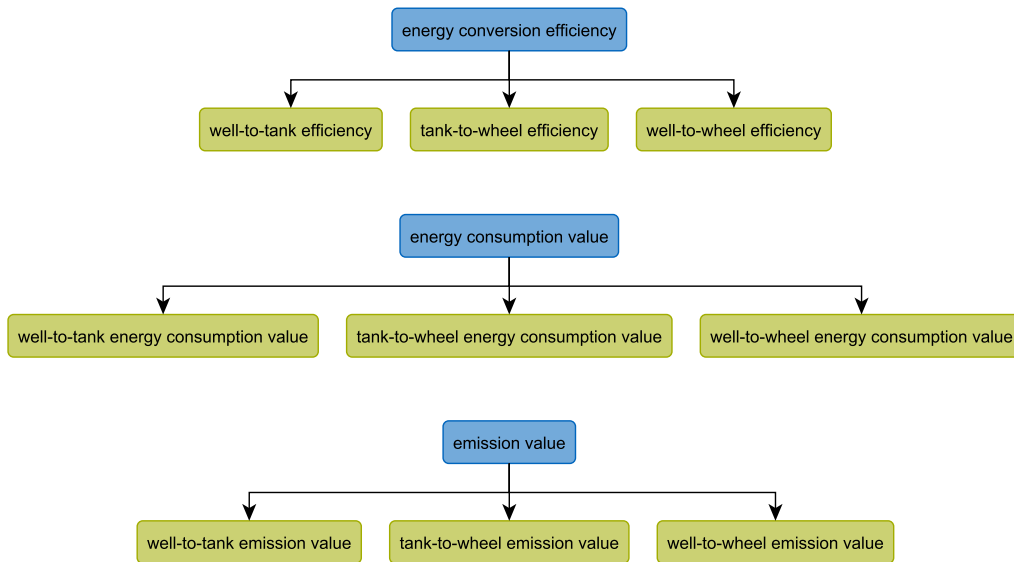 energy conversion efficiency
well-to-tank efficiency
tank-to-wheel efficiency
well-to-wheel efficiency
energy consumption value
well-to-tank energy consumption value
tank-to-wheel energy consumption value
well-to-wheel energy consumption value
emission value
well-to-tank emission value
tank-to-wheel emission value
well-to-wheel emission value